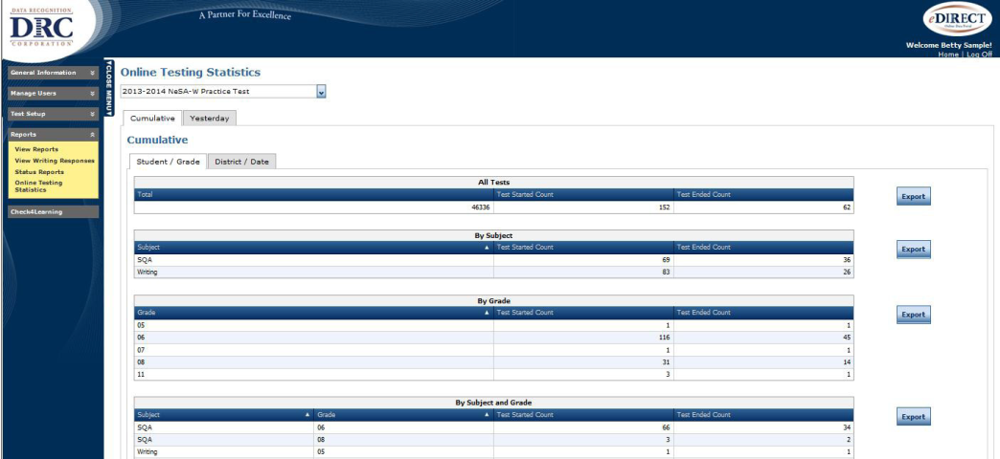 DATA RECOGNITION
DRC
CORPORATION
A Partner For Excellence
eDIRECT
Welcome Betty Sample!
Home | Log Off
General Information
Manage Users
Test Setup
Reports
View Reports
View Writing Responses
Status Reports
Online Testing
Statistics
Check4Learning
CLOSE MENU
Online Testing Statistics
2013-2014 NeSA-W Practice Test
Cumulative Yesterday
Cumulative
Student / Grade District / Date
All Tests
Total Test Started Count Test Ended Count
46336 152 62
Export
By Subject
Subject Test Started Count Test Ended Count
SQA 69 36
Writing 83 26
Export
By Grade
Grade Test Started Count Test Ended Count
05 1 1
06 116 45
07 1 1
08 31 14
11 3 1
Export
By Subject and Grade
Subject Grade Test Started Count Test Ended Count
SQA 06 66 34
SQA 08 3 2
Writing 05 1 1
Export